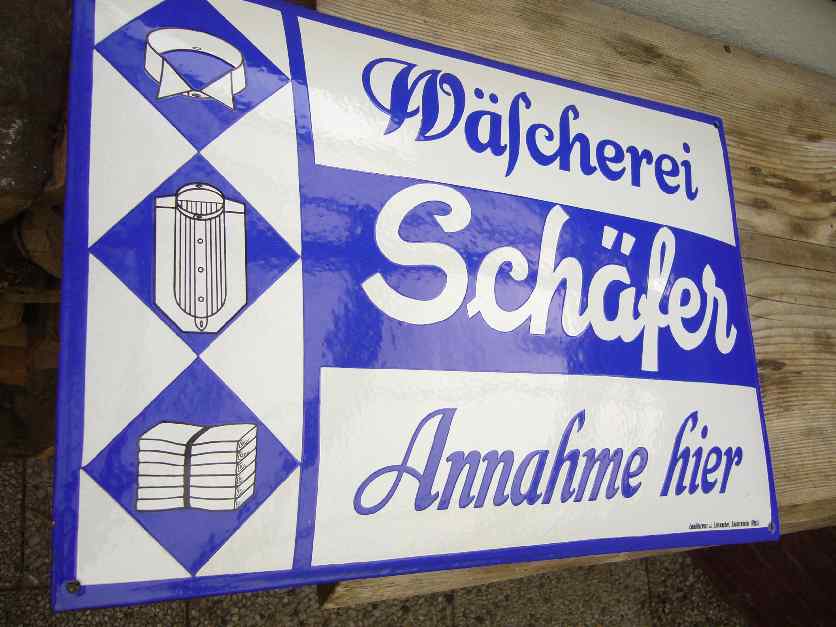 Wäſcherei
Schäfer
Annahme hier